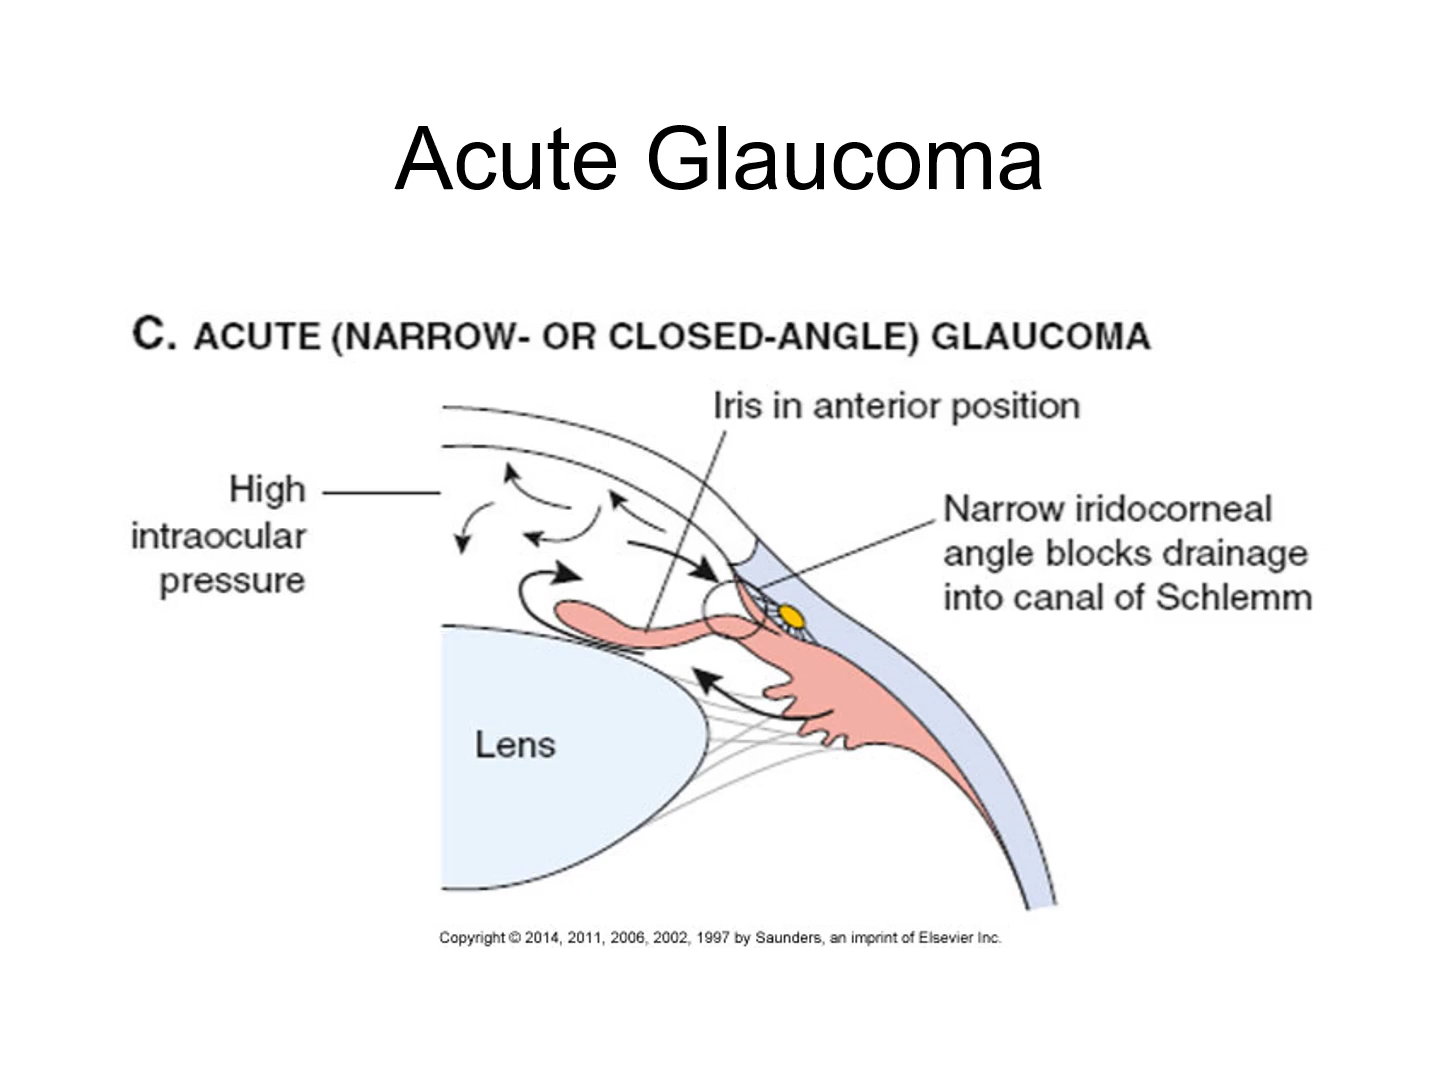 Acute Glaucoma
C. ACUTE (NARROW- OR CLOSED-ANGLE) GLAUCOMA
Iris in anterior position
High
intraocular
pressure
Narrow iridocorneal
angle blocks drainage
into canal of Schlemm
Lens
Copyright © 2014, 2011, 2006, 2002, 1997 by Saunders, an imprint of Elsevier Inc.